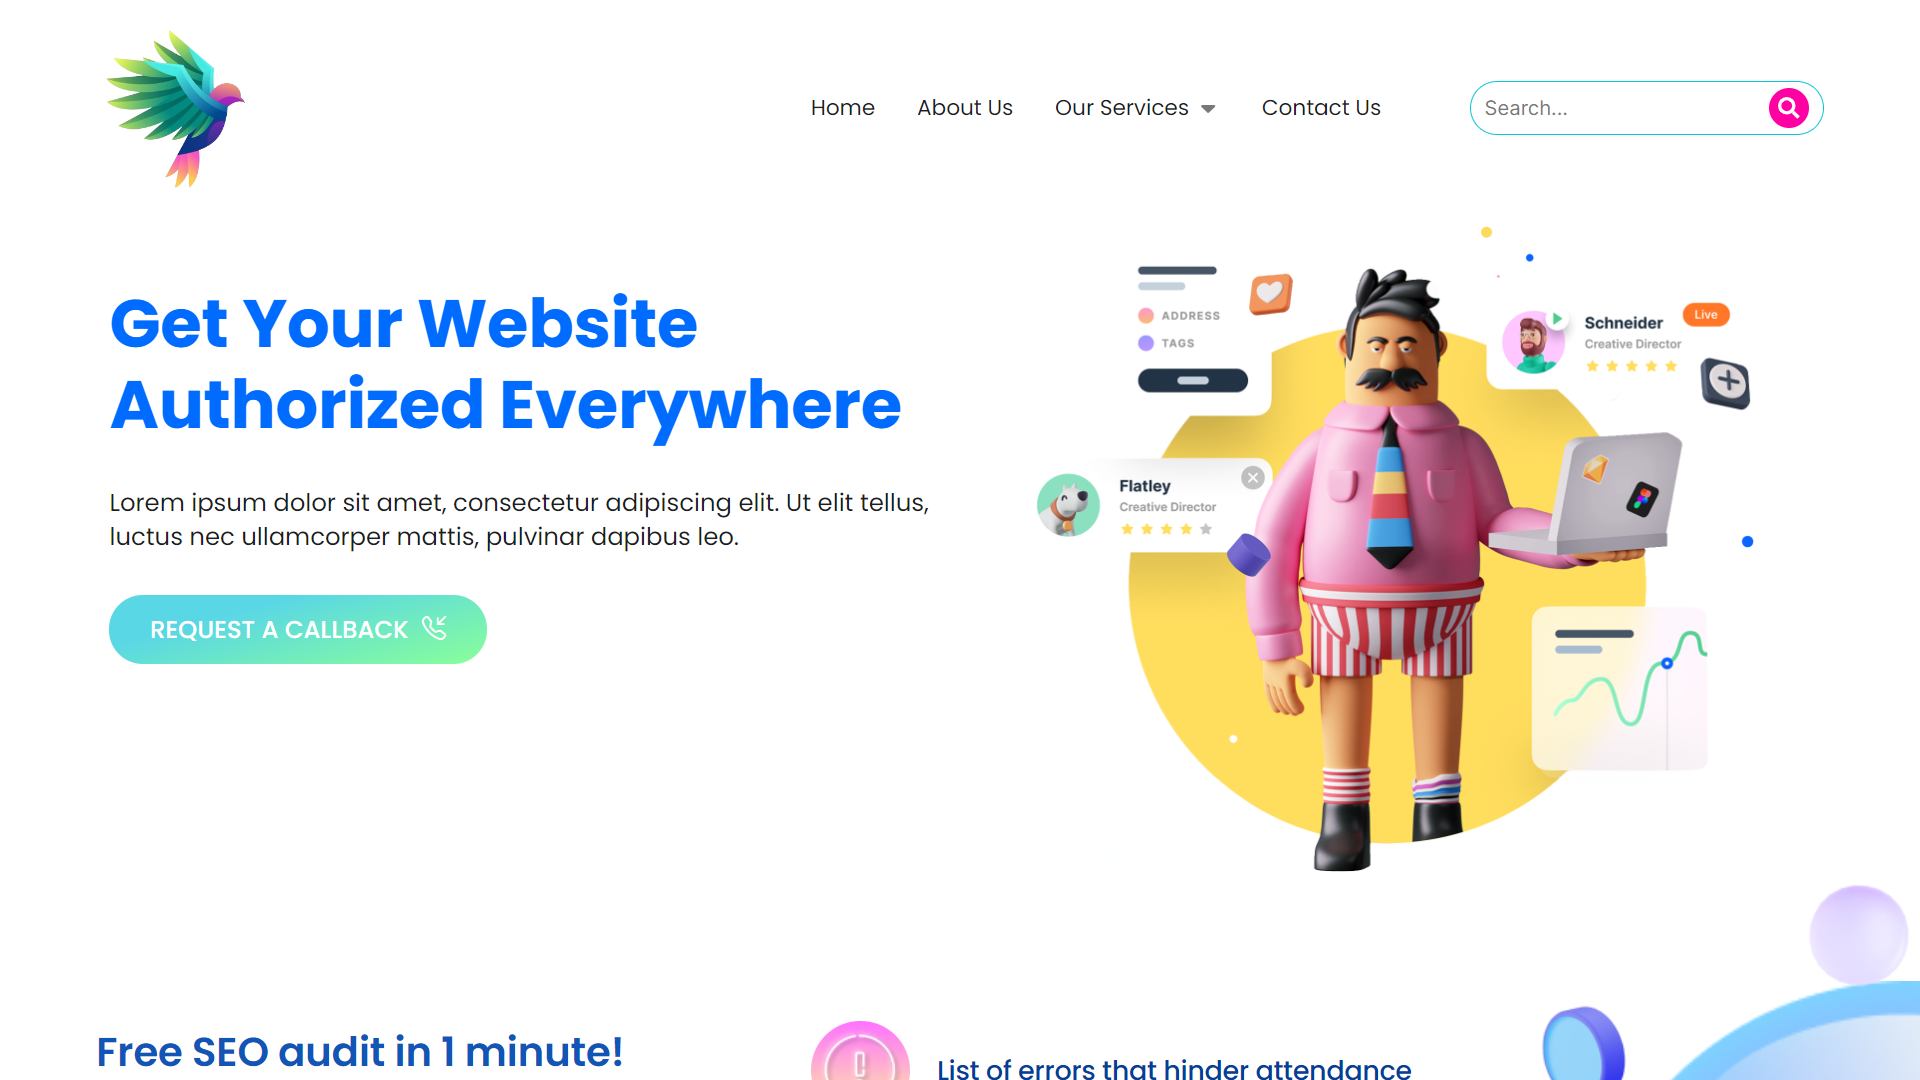 Home
About Us
Our Services
Contact Us
Search...
Get Your Website
Authorized Everywhere
Lorem ipsum dolor sit amet, consectetur adipiscing elit. Ut elit tellus,
luctus nec ullamcorper mattis, pulvinar dapibus leo.
REQUEST A CALLBACK
ADDRESS
TAGS
Live
Schneider
Creative Director
Flatley
Creative Director
Free SEO audit in 1 minute!
List of errors that hinder attendance